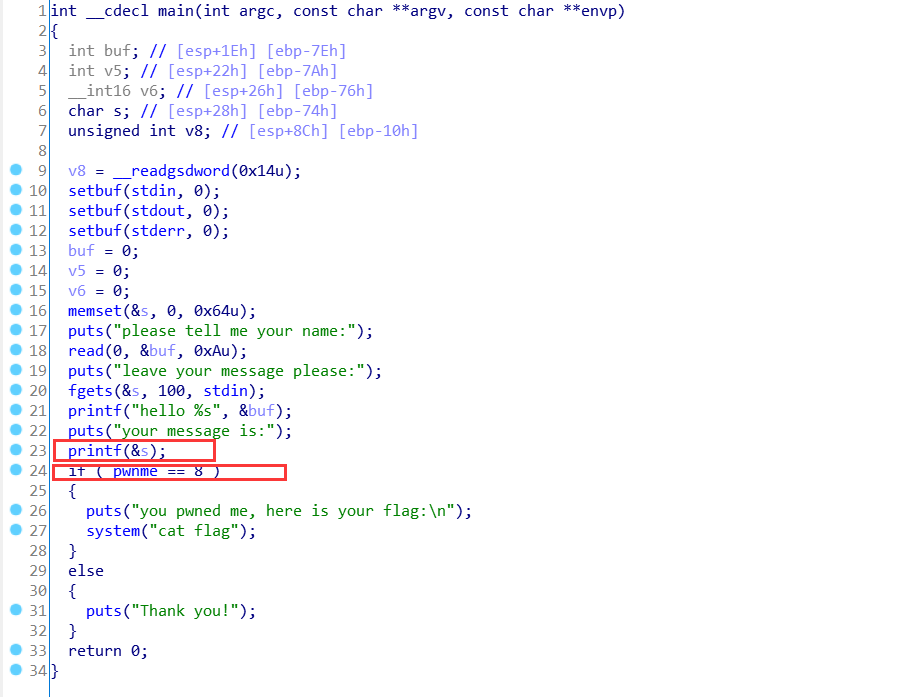 1 int __cdecl main(int argc, const char **argv, const char **envp)
2 {
3 int buf; // [esp+1Eh] [ebp-7Eh]
4 int v5; // [esp+22h] [ebp-7Ah]
5 __int16 v6; // [esp+26h] [ebp-76h]
6 char s; // [esp+28h] [ebp-74h]
7 unsigned int v8; // [esp+8Ch] [ebp-10h]
8
9 v8 = __readgsdword(0x14u);
10 setbuf(stdin, 0);
11 setbuf(stdout, 0);
12 setbuf(stderr, 0);
13 buf = 0;
14 v5 = 0;
15 v6 = 0;
16 memset(&s, 0, 0x64u);
17 puts("please tell me your name:");
18 read(0, &buf, 0xAu);
19 puts("leave your message please:");
20 fgets(&s, 100, stdin);
21 printf("hello %s", &buf);
22 puts("your message is:");
23 printf(&s);
24 if ( pwnme == 8 )
25 {
26 puts("you pwned me, here is your flag:\n");
27 system("cat flag");
28 }
29 else
30 {
31 puts("Thank you!");
32 }
33 return 0;
34 }